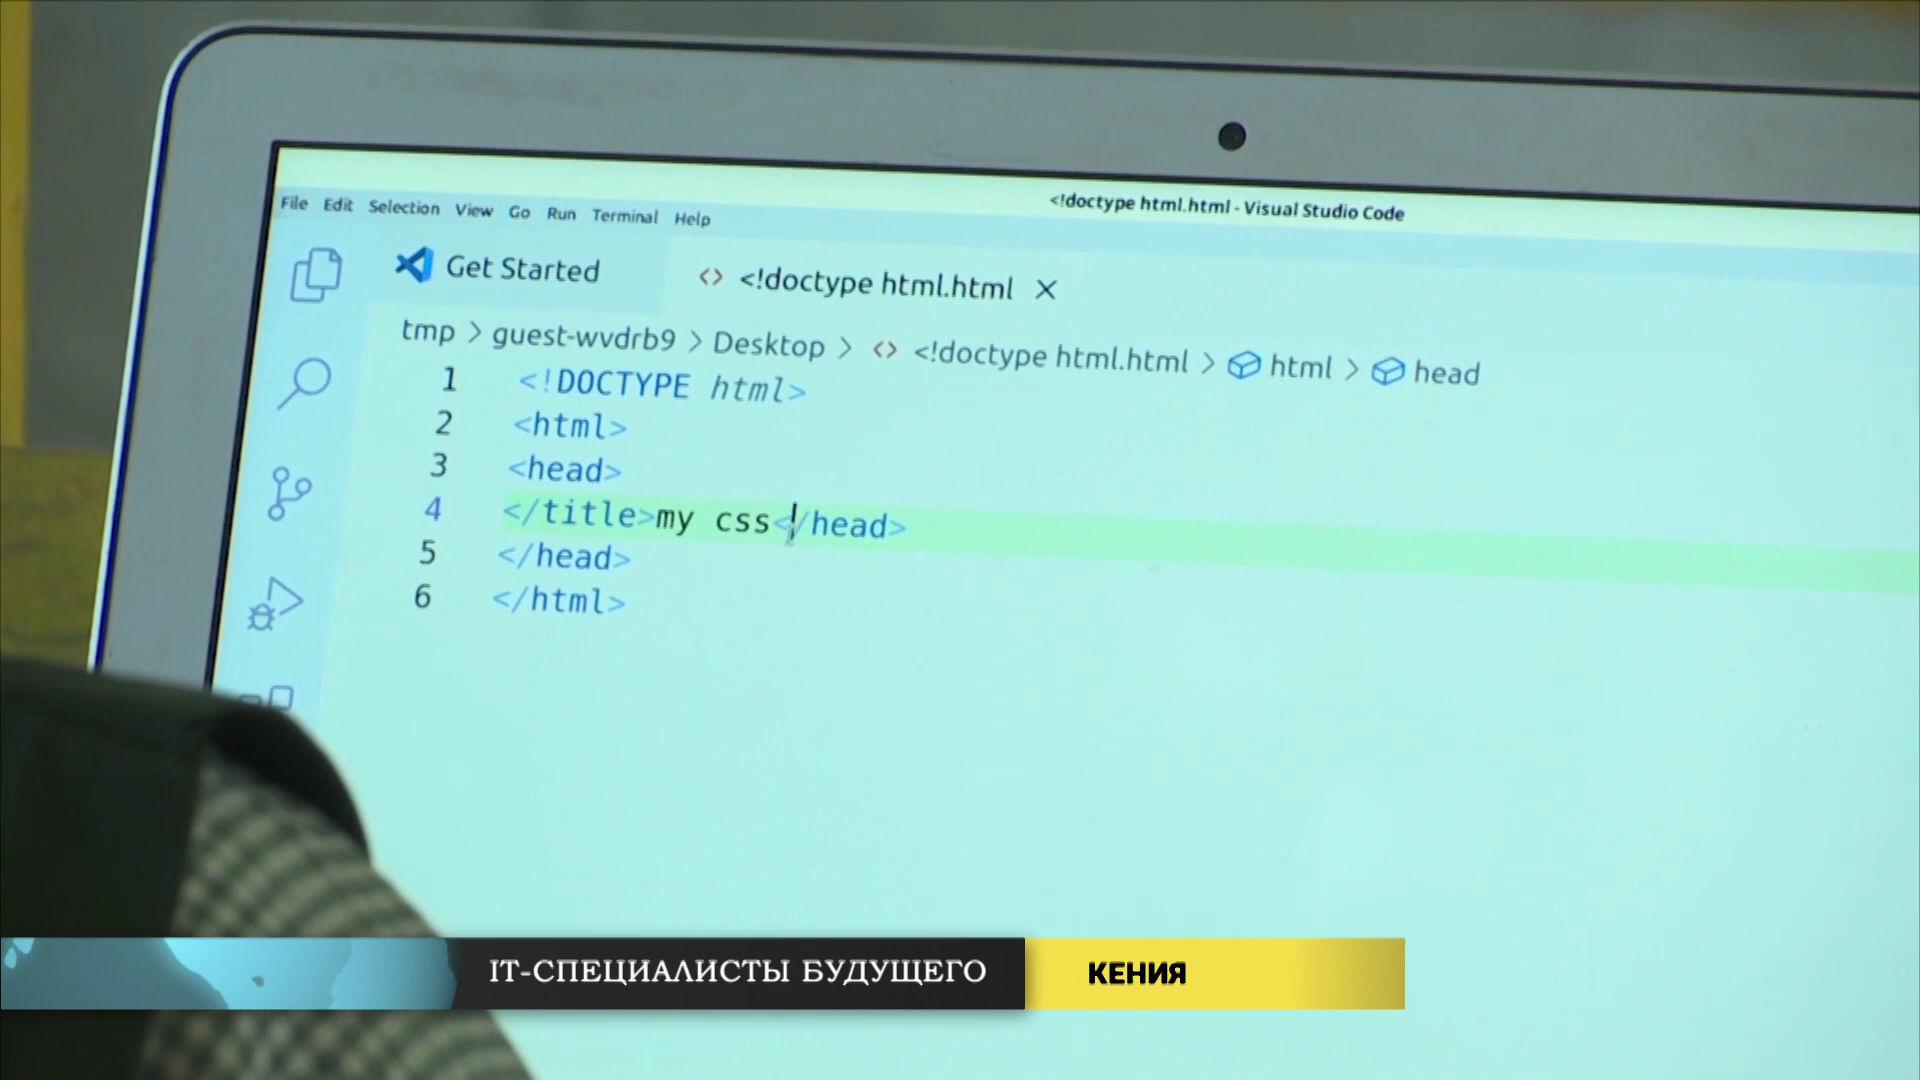 <!doctype html.html - Visual Studio Code
File Edit Selection View Go Run Terminal Help
Get Started <!doctype html.html
tmp > guest-wvdrb9 > Desktop > <> <!doctype html.html > html > head
1 <!DOCTYPE html>
2 <html>
3 <head>
4 </title>my css</head>
5 </head>
6 </html>
IT-СПЕЦИАЛИСТЫ БУДУЩЕГО
КЕНИЯ